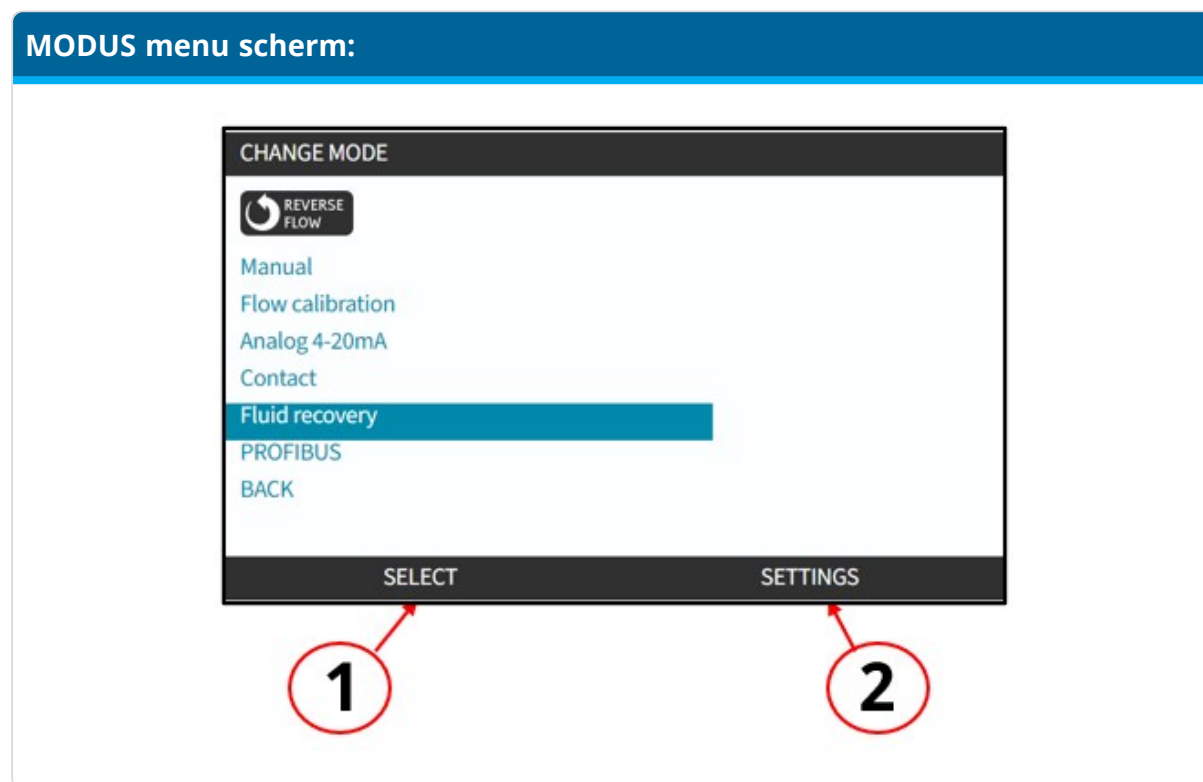 MODUS menu scherm:
CHANGE MODE
REVERSE
FLOW
Manual
Flow calibration
Analog 4-20mA
Contact
Fluid recovery
PROFIBUS
BACK
SELECT SETTINGS
1 2